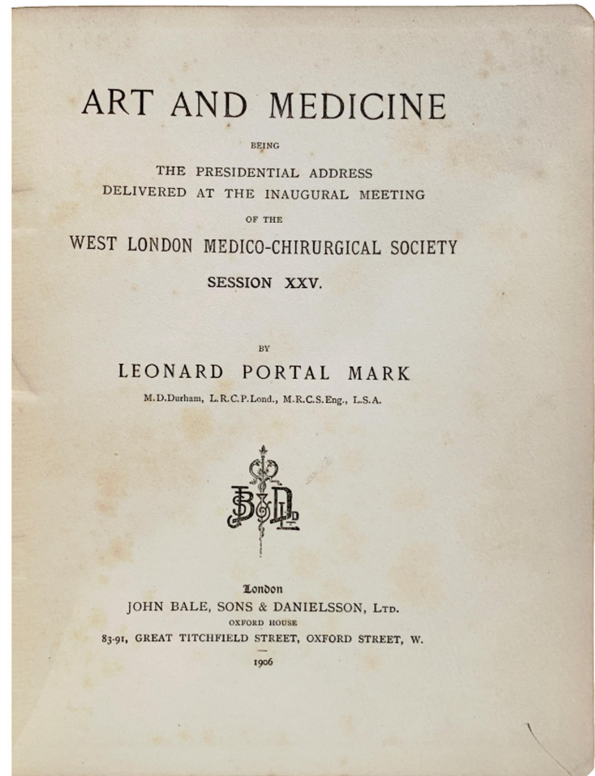 ART AND MEDICINE
BEING
THE PRESIDENTIAL ADDRESS
DELIVERED AT THE INAUGURAL MEETING
OF THE
WEST LONDON MEDICO-CHIRURGICAL SOCIETY
SESSION XXV.
BY
LEONARD PORTAL MARK
M.D.Durham, L.R.C.P.Lond., M.R.C.S.Eng., L.S.A.
London
JOHN BALE, SONS & DANIELSSON, LTD.
OXFORD HOUSE
83-91, GREAT TITCHFIELD STREET, OXFORD STREET, W.
1906